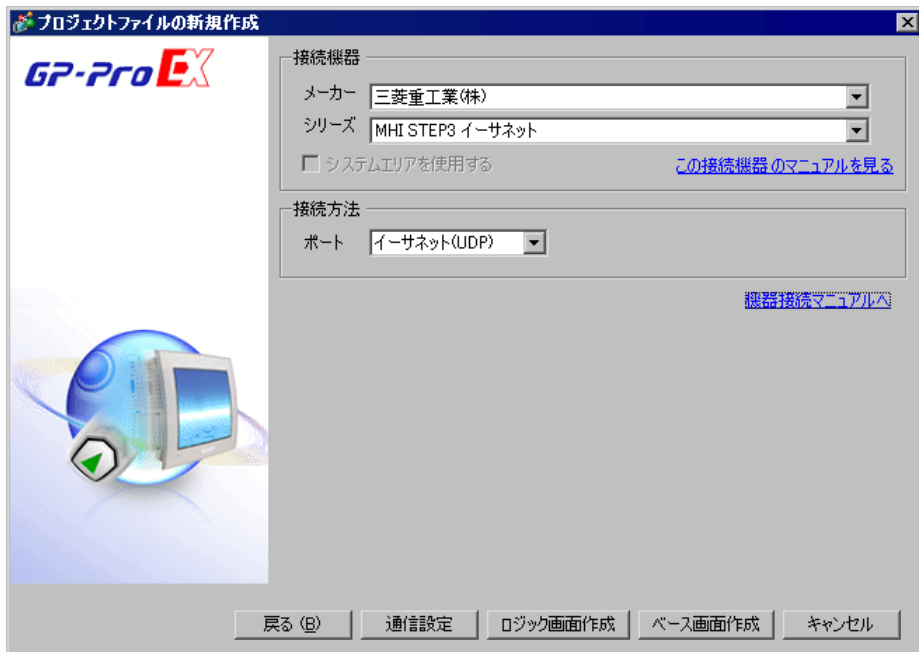 プロジェクトファイルの新規作成
GP-Pro EX
接続機器
メーカー 三菱重工業(株)
シリーズ MHI STEP3 イーサネット
システムエリアを使用する この接続機器のマニュアルを見る
接続方法
ポート イーサネット(UDP)
機器接続マニュアルへ
戻る (B) 通信設定 ロジック画面作成 ベース画面作成 キャンセル